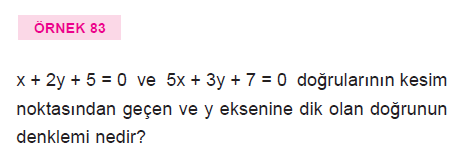 ÖRNEK 83
x + 2y + 5 = 0 ve 5x + 3y + 7 = 0 doğrularının kesim
noktasından geçen ve y eksenine dik olan doğrunun
denklemi nedir?